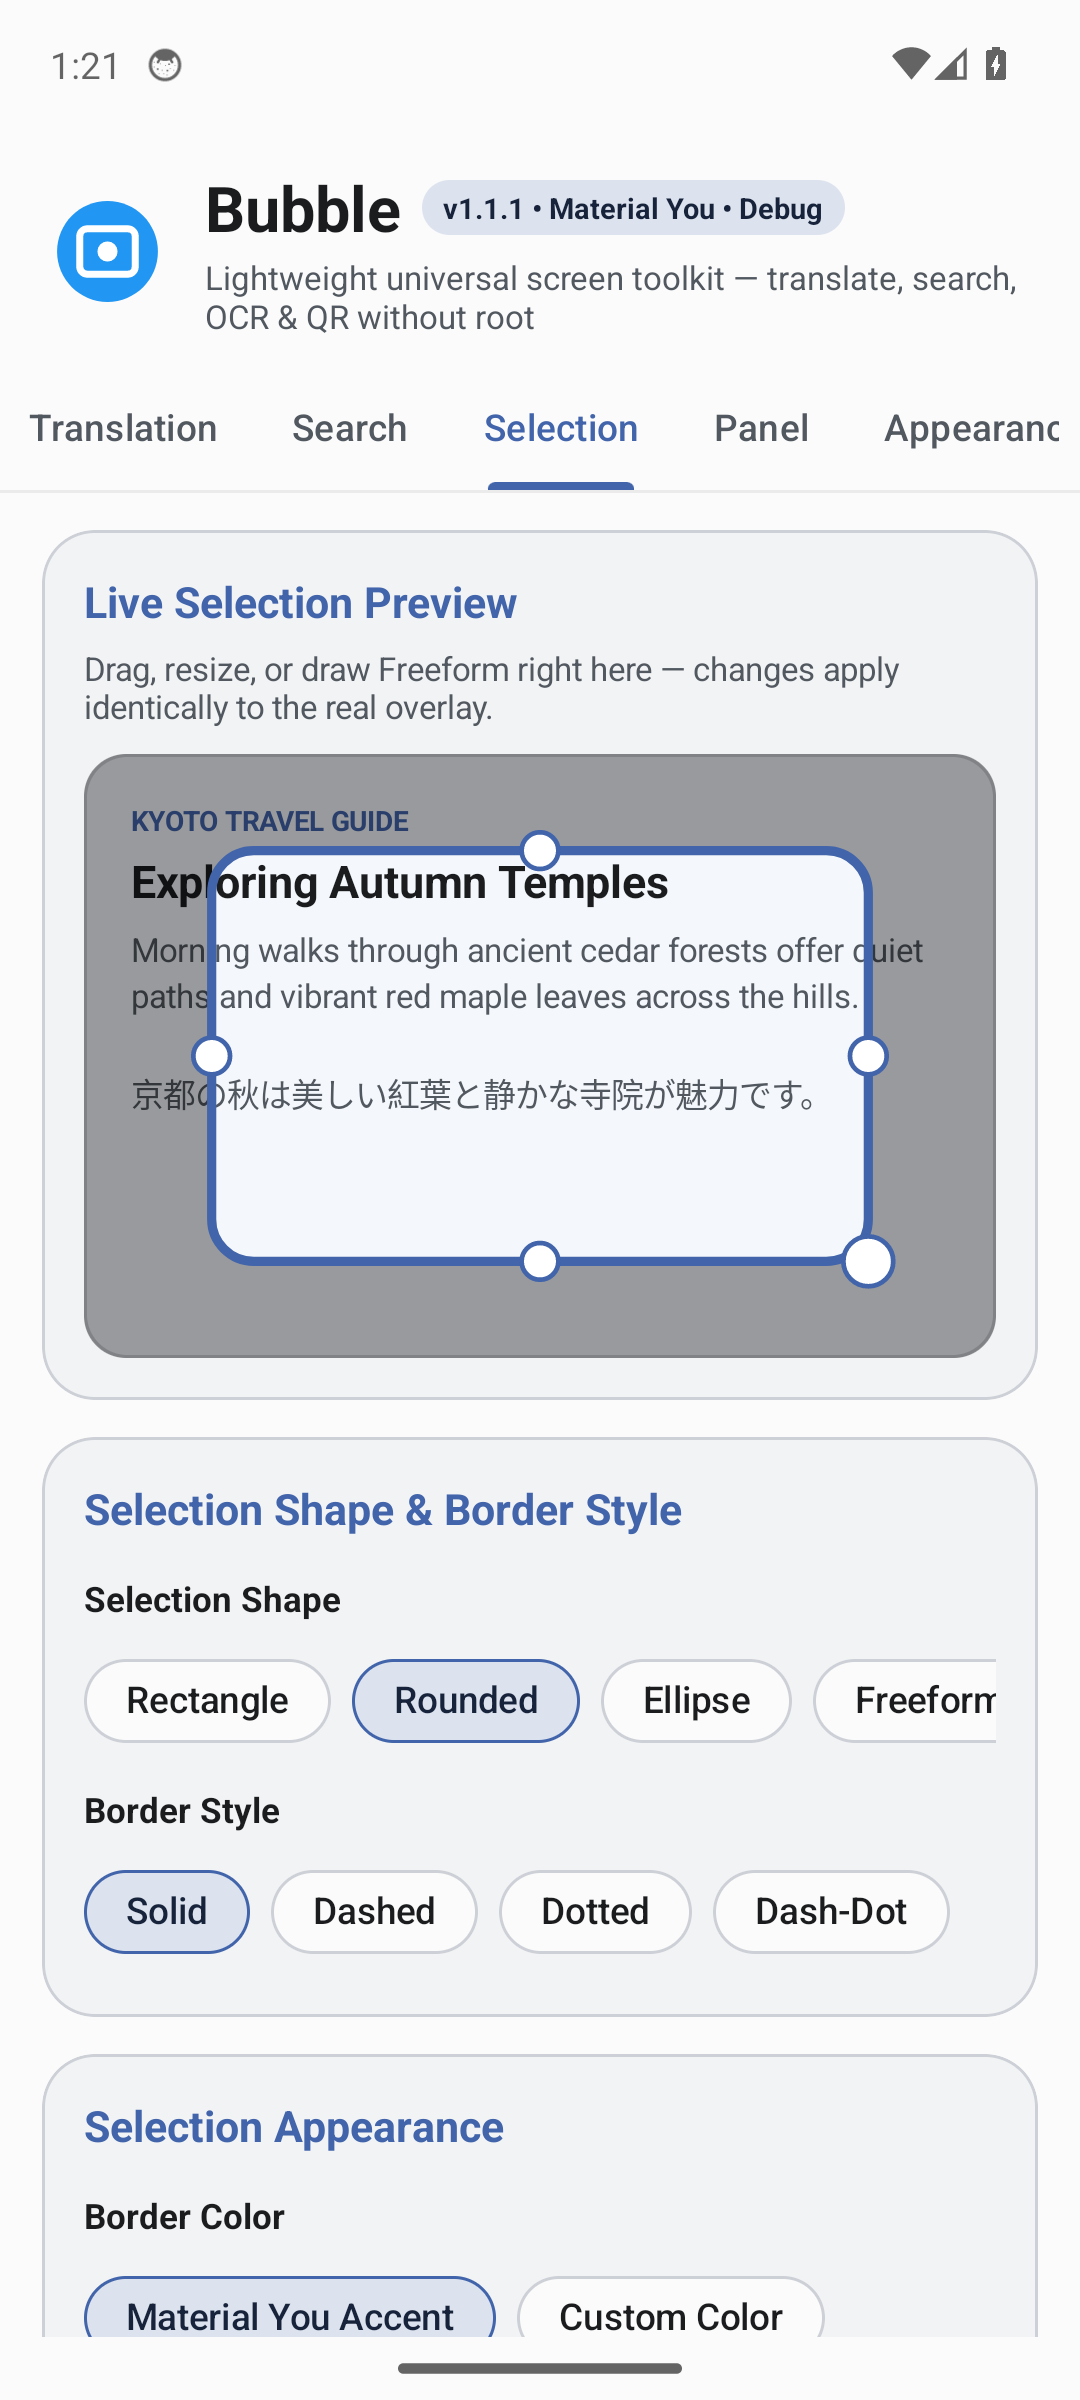 1:21
Bubble
v1.1.1 • Material You • Debug
Lightweight universal screen toolkit — translate, search,
OCR & QR without root
Translation Search Selection Panel Appearanc
Live Selection Preview
Drag, resize, or draw Freeform right here — changes apply
identically to the real overlay.
KYOTO TRAVEL GUIDE
Exploring Autumn Temples
Morning walks through ancient cedar forests offer quiet
paths and vibrant red maple leaves across the hills.
京都の秋は美しい紅葉と静かな寺院が魅力です。
Selection Shape & Border Style
Selection Shape
Rectangle Rounded Ellipse Freeform
Border Style
Solid Dashed Dotted Dash-Dot
Selection Appearance
Border Color
Material You Accent Custom Color